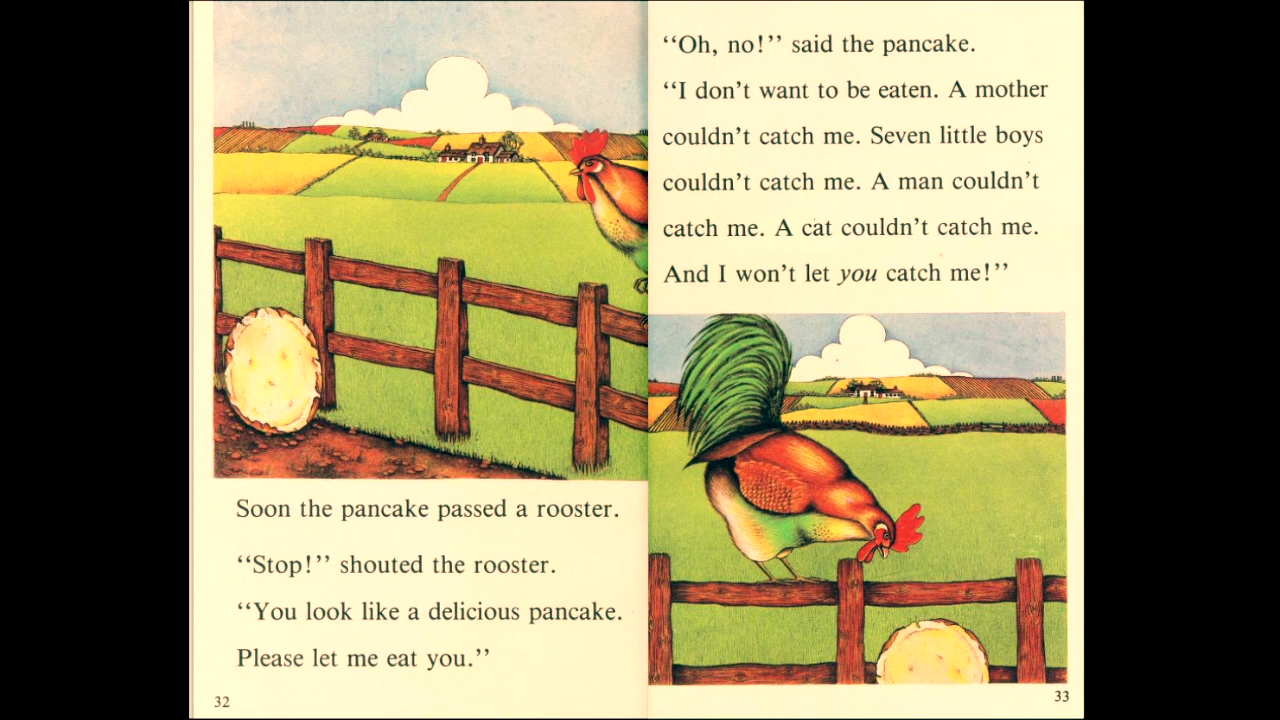 Soon the pancake passed a rooster.
“Stop!” shouted the rooster.
“You look like a delicious pancake.
Please let me eat you.”
32
“Oh, no!” said the pancake.
“I don’t want to be eaten. A mother
couldn’t catch me. Seven little boys
couldn’t catch me. A man couldn’t
catch me. A cat couldn’t catch me.
And I won’t let you catch me!”
33